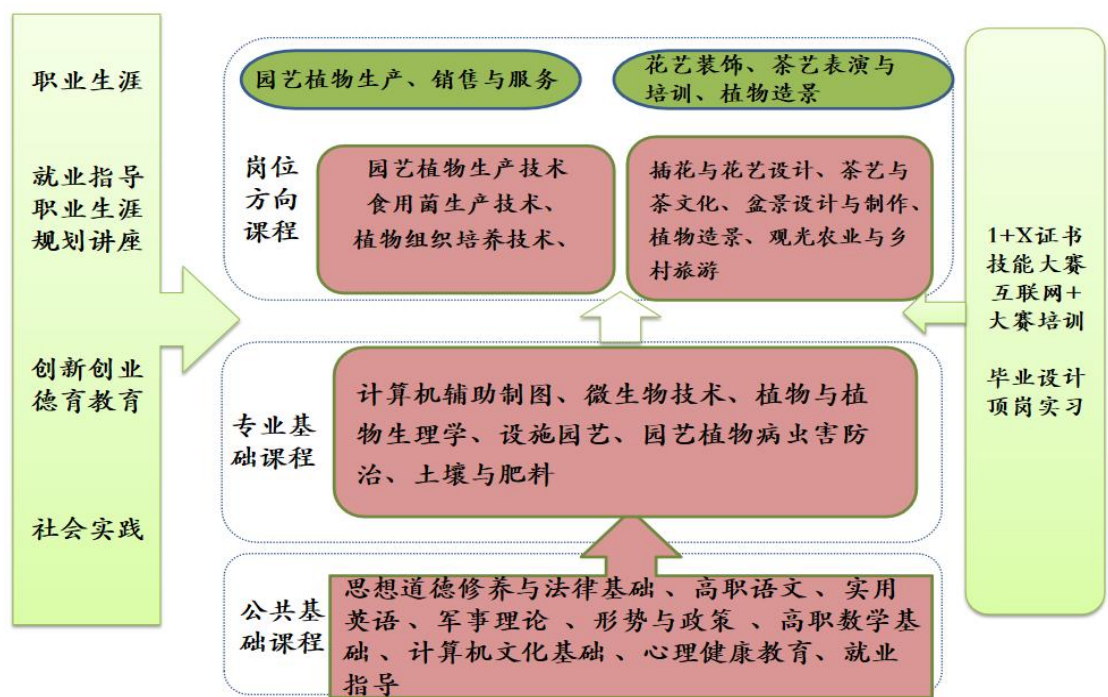 职业生涯
就业指导
职业生涯
规划讲座
创新创业
德育教育
社会实践
园艺植物生产、销售与服务
花艺装饰、茶艺表演与
培训、植物造景
岗位
方向
课程
园艺植物生产技术
食用菌生产技术、
植物组织培养技术、
插花与花艺设计、茶艺与
茶文化、盆景设计与制作、
植物造景、观光农业与乡
村旅游
专业基
础课程
计算机辅助制图、微生物技术、植物与植
物生理学、设施园艺、园艺植物病虫害防
治、土壤与肥料
公共基
础课程
思想道德修养与法律基础 、高职语文 、实用
英语 、军事理论 、形势与政策 、高职数学基
础 、计算机文化基础 、心理健康教育、就业
指导
1+X证书
技能大赛
互联网+
大赛培训
毕业设计
顶岗实习